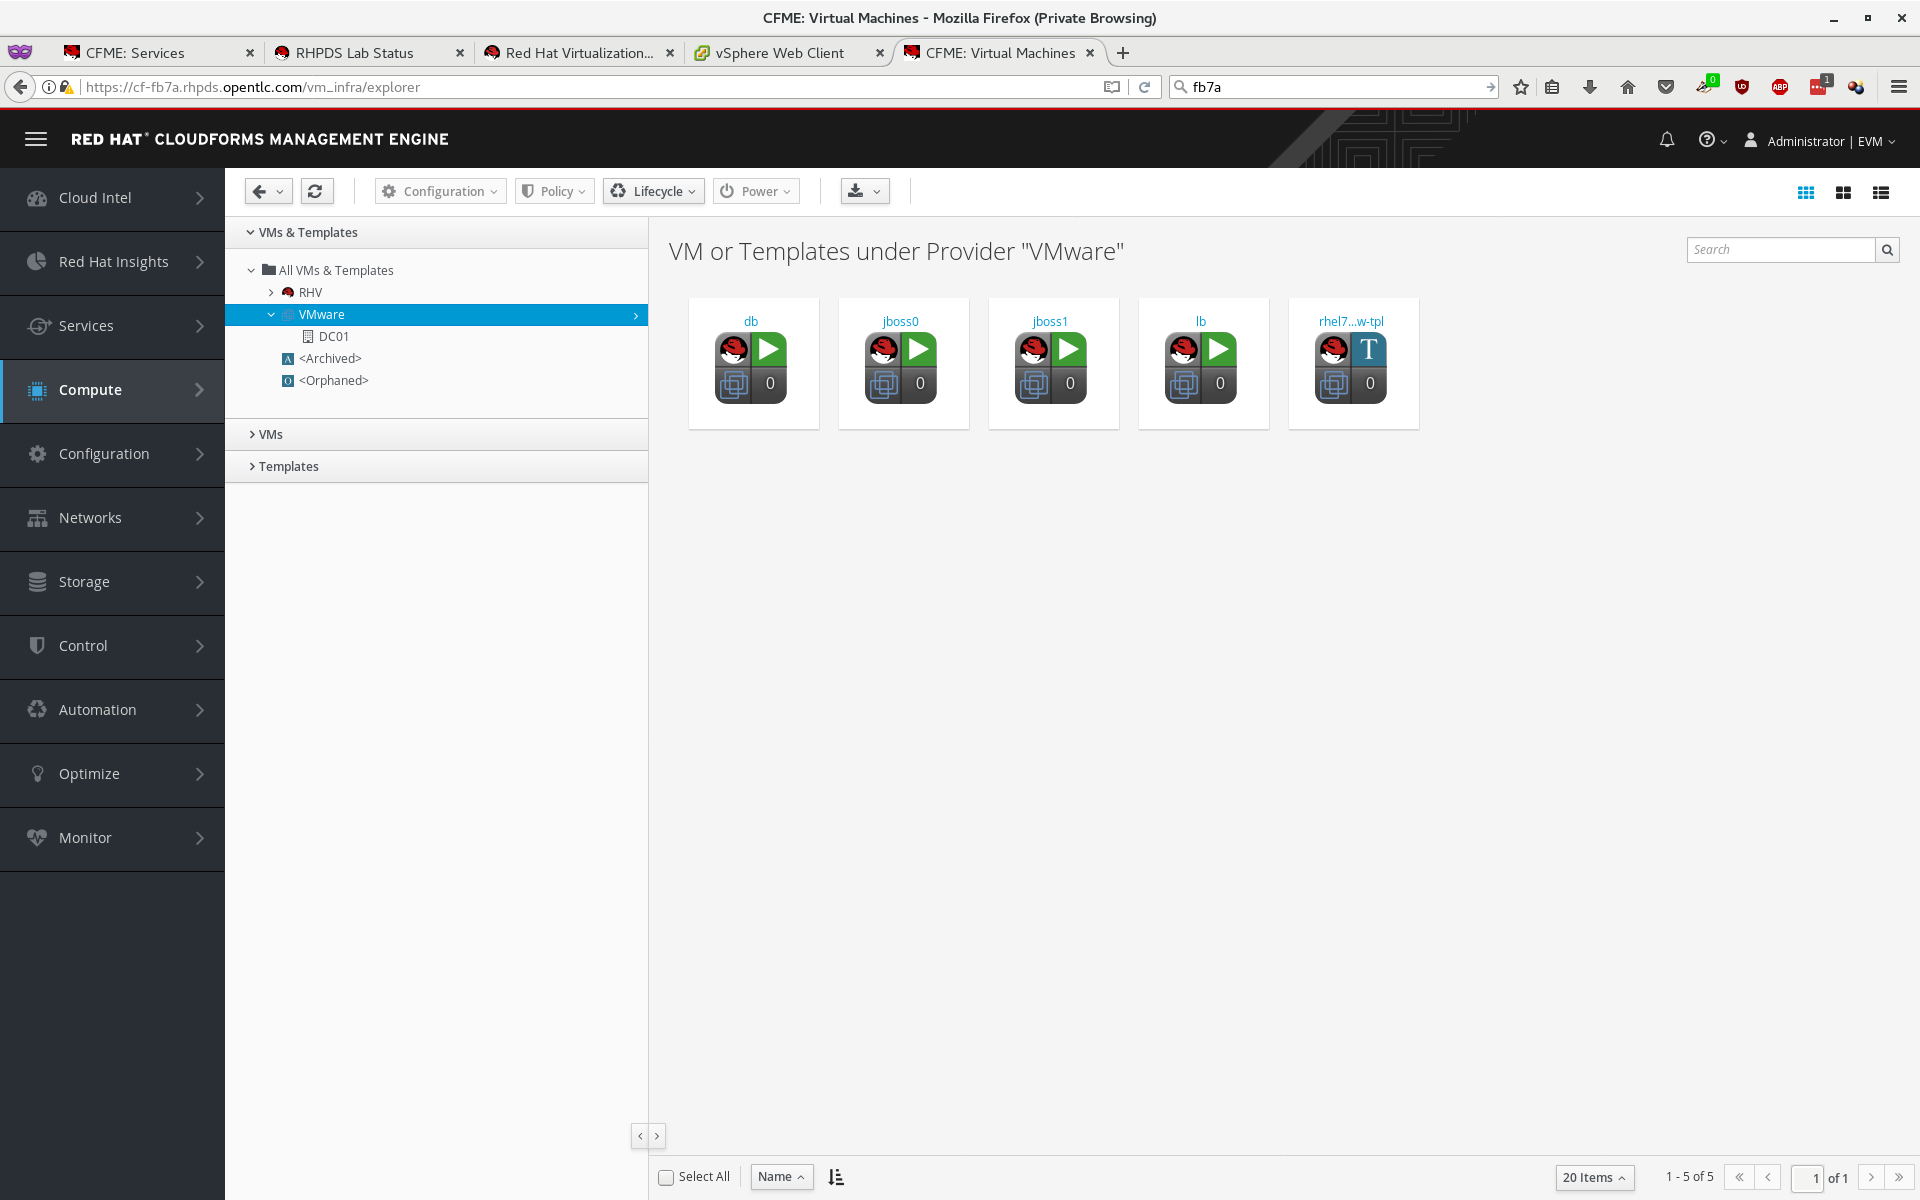 CFME: Virtual Machines - Mozilla Firefox (Private Browsing)
CFME: Services
RHPDS Lab Status
Red Hat Virtualization...
vSphere Web Client
CFME: Virtual Machines
https://cf-fb7a.rhpds.opentlc.com/vm_infra/explorer
fb7a
0
UD
ABP
1
RED HAT® CLOUDFORMS MANAGEMENT ENGINE
Administrator | EVM
Cloud Intel
Red Hat Insights
Services
Compute
Configuration
Networks
Storage
Control
Automation
Optimize
Monitor
Configuration
Policy
Lifecycle
Power
VMs & Templates
All VMs & Templates
RHV
VMware
DC01
A <Archived>
O <Orphaned>
VMs
Templates
VM or Templates under Provider "VMware"
Search
db
0
jboss0
0
jboss1
0
lb
0
rhel7...w-tpl
T
0
Select All
Name
20 Items
1 - 5 of 5
1 of 1